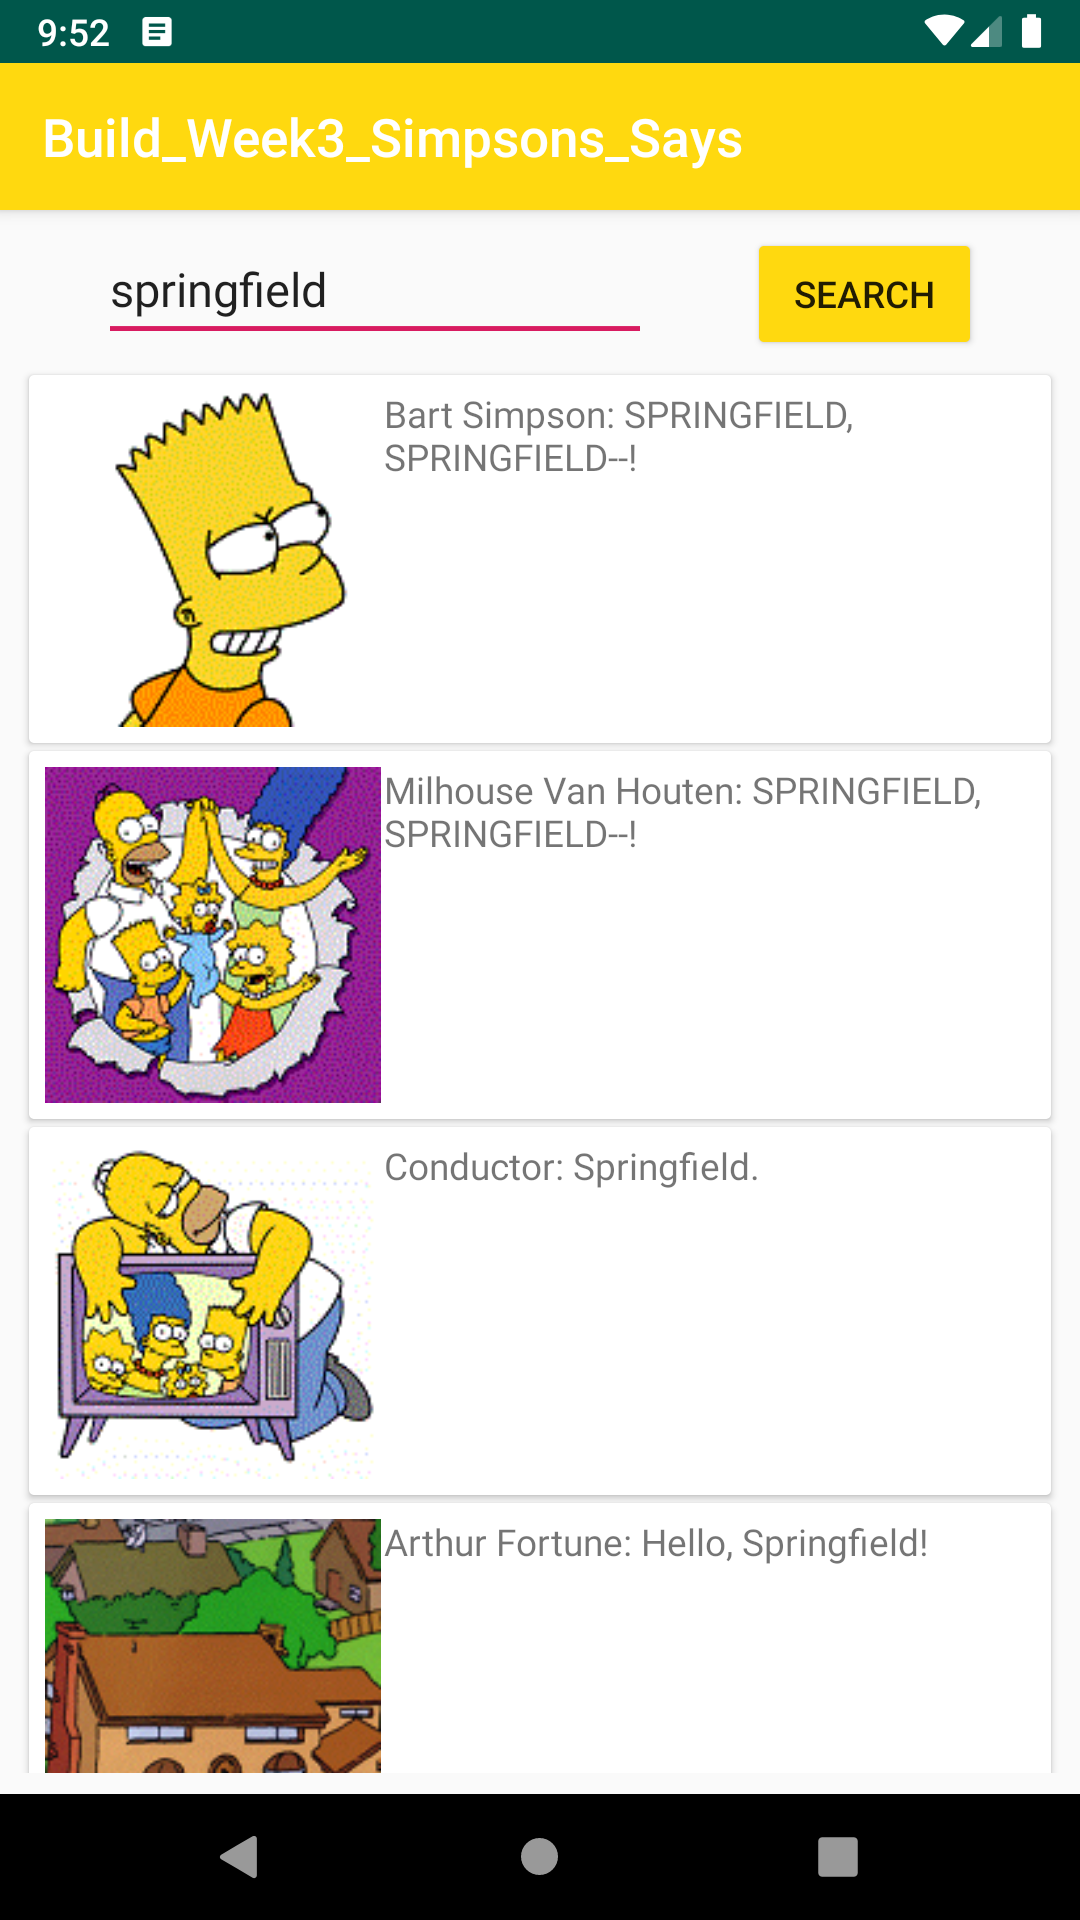 9:52
Build_Week3_Simpsons_Says
springfield
SEARCH
Bart Simpson: SPRINGFIELD,
SPRINGFIELD--!
Milhouse Van Houten: SPRINGFIELD,
SPRINGFIELD--!
Conductor: Springfield.
Arthur Fortune: Hello, Springfield!